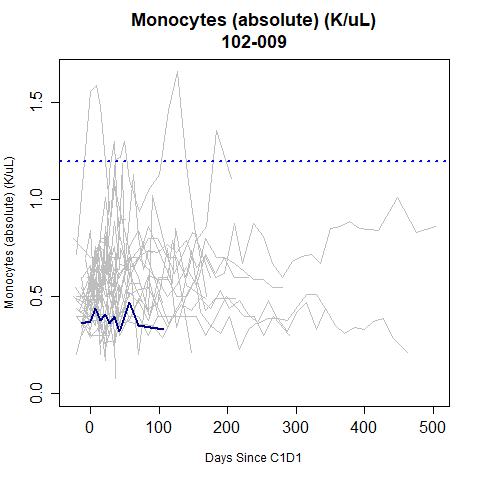 Monocytes (absolute) (K/uL)
102-009
Monocytes (absolute) (K/uL)
1.5
1.0
0.5
0.0
0 100 200 300 400 500
Days Since C1D1